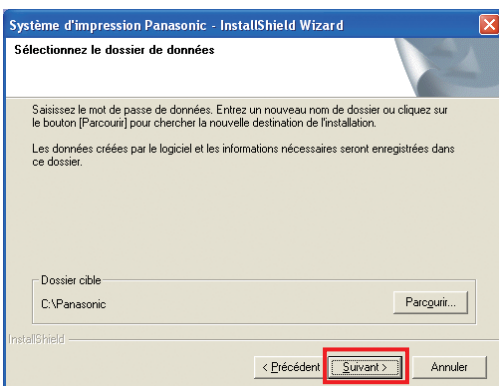 Système d'impression Panasonic - InstallShield Wizard
Sélectionnez le dossier de données
Saisissez le mot de passe de données. Entrez un nouveau nom de dossier ou cliquez sur
le bouton [Parcourir] pour chercher la nouvelle destination de l'installation.
Les données créées par le logiciel et les informations nécessaires seront enregistrées dans
ce dossier.
Dossier cible
C:\Panasonic
Parcourir...
InstallShield
< Précédent
Suivant >
Annuler